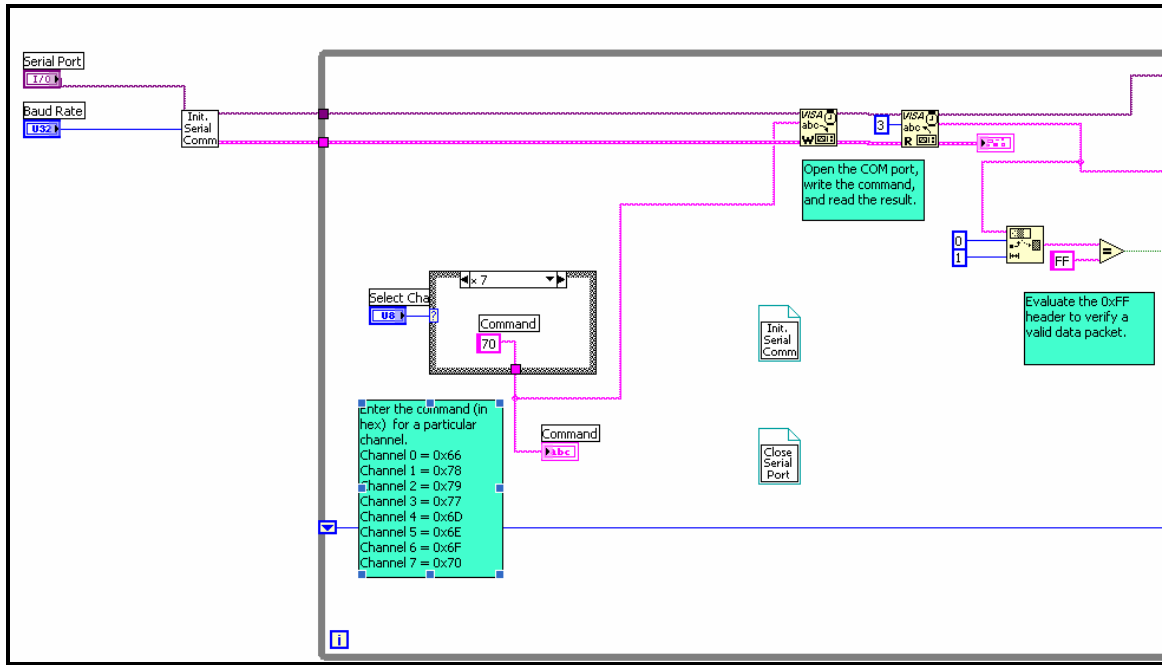 Serial Port
I/O
Baud Rate
U32
Init.
Serial
Comm
VISA
abc
W
3
VISA
abc
R
Open the COM port,
write the command,
and read the result.
0
1
FF
=
Evaluate the 0xFF
header to verify a
valid data packet.
x 7
Select Cha
U8
?
Command
70
Init.
Serial
Comm
Enter the command (in
hex) for a particular
channel.
Channel 0 = 0x66
Channel 1 = 0x78
Channel 2 = 0x79
Channel 3 = 0x77
Channel 4 = 0x6D
Channel 5 = 0x6E
Channel 6 = 0x6F
Channel 7 = 0x70
Command
abc
Close
Serial
Port
i